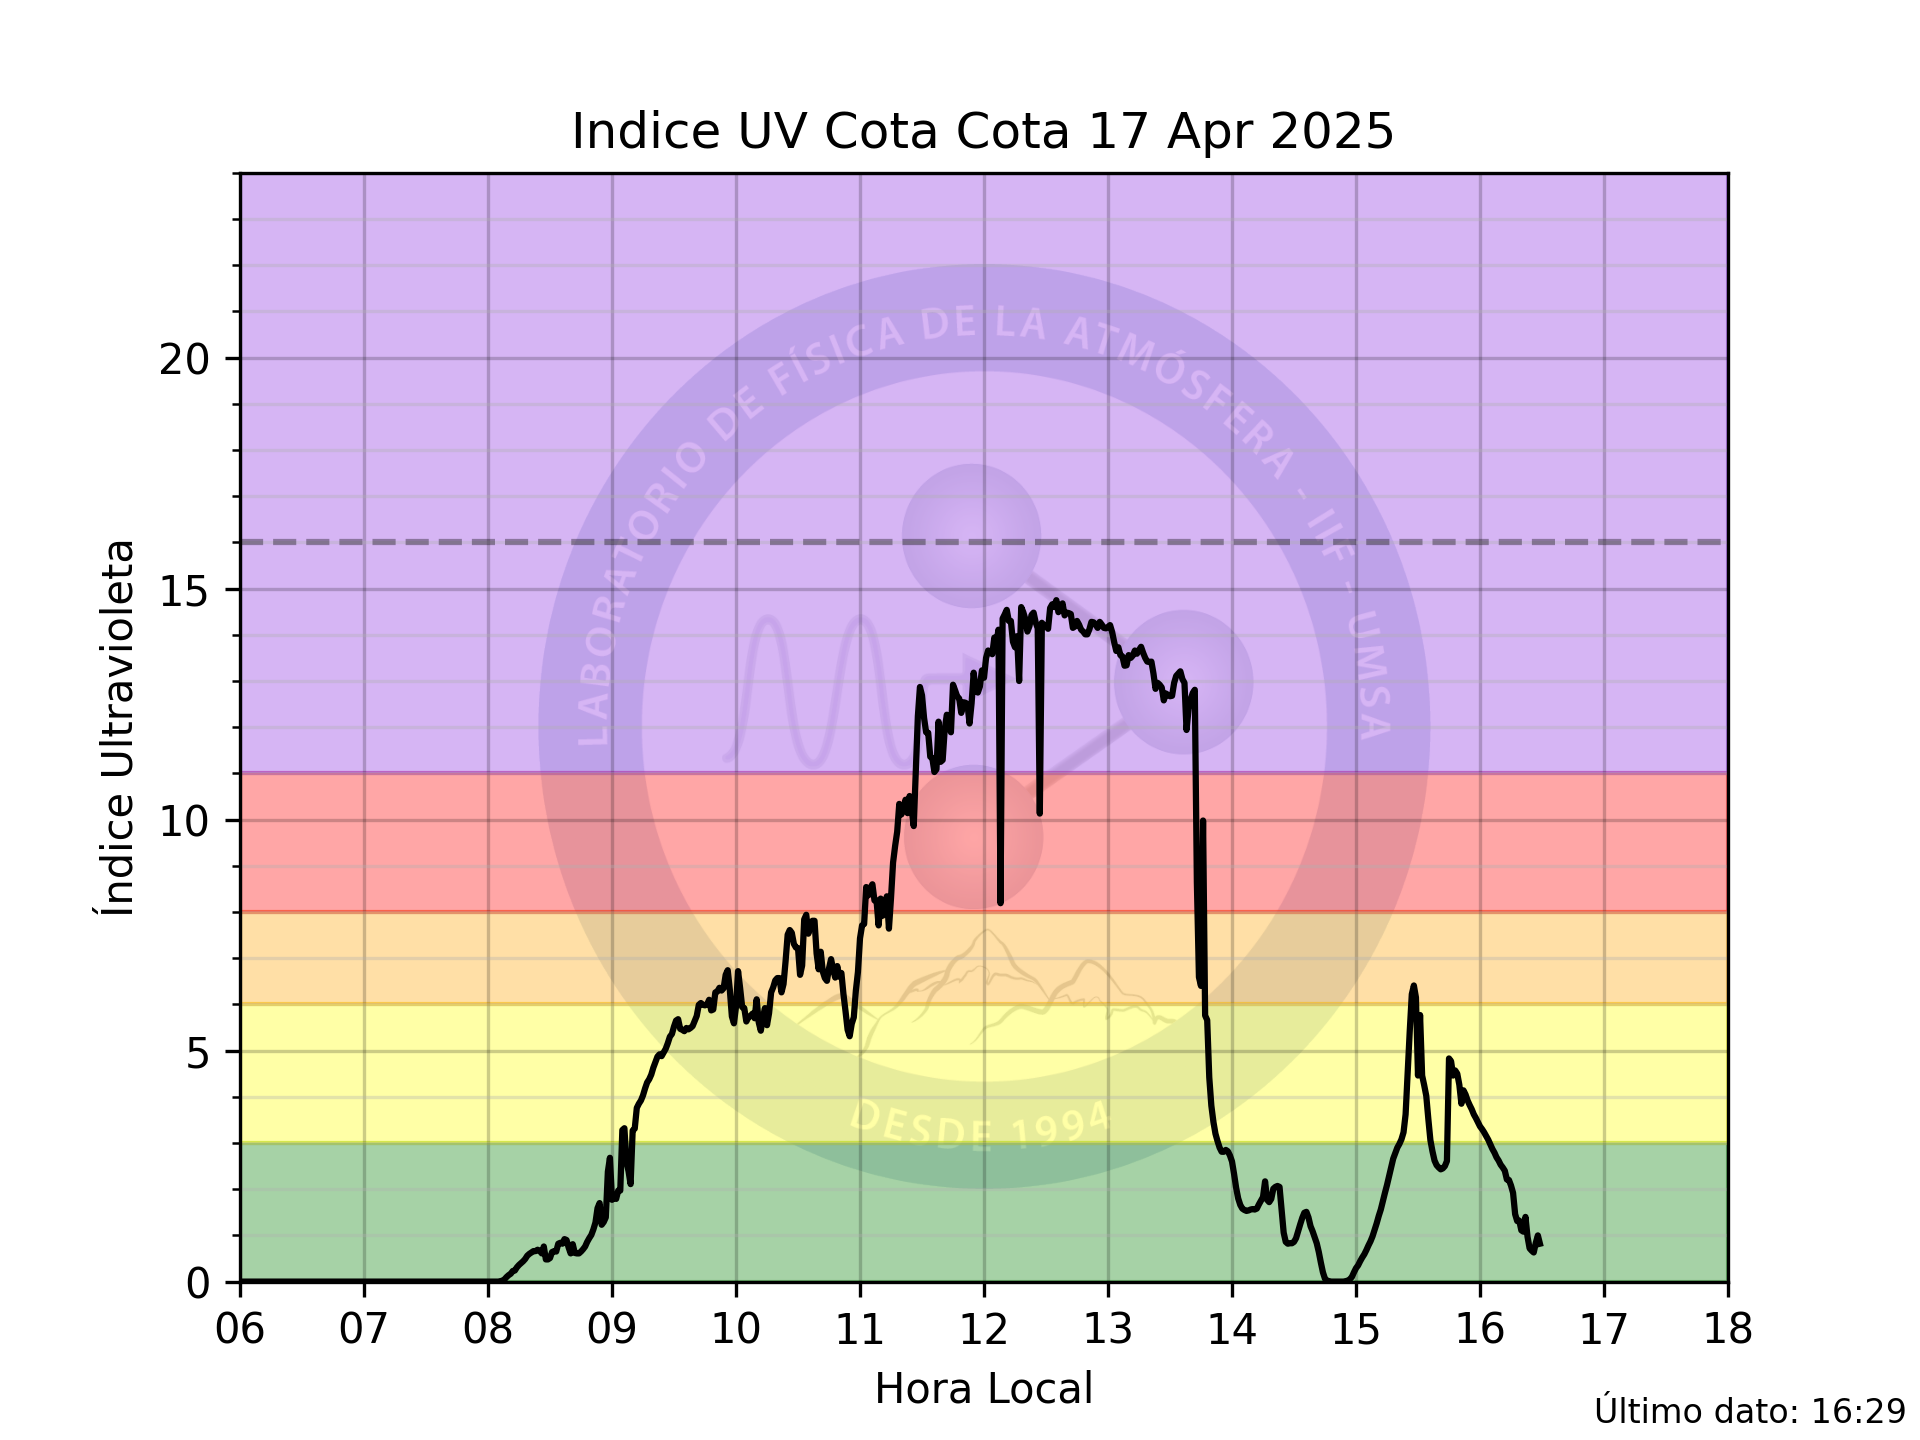 Indice UV Cota Cota 17 Apr 2025
20
15
10
5
0
Índice Ultravioleta
LABORATORIO DE FÍSICA DE LA ATMÓSFERA - IIF - UMSA
DESDE 1994
06 07 08 09 10 11 12 13 14 15 16 17 18
Hora Local
Último dato: 16:29